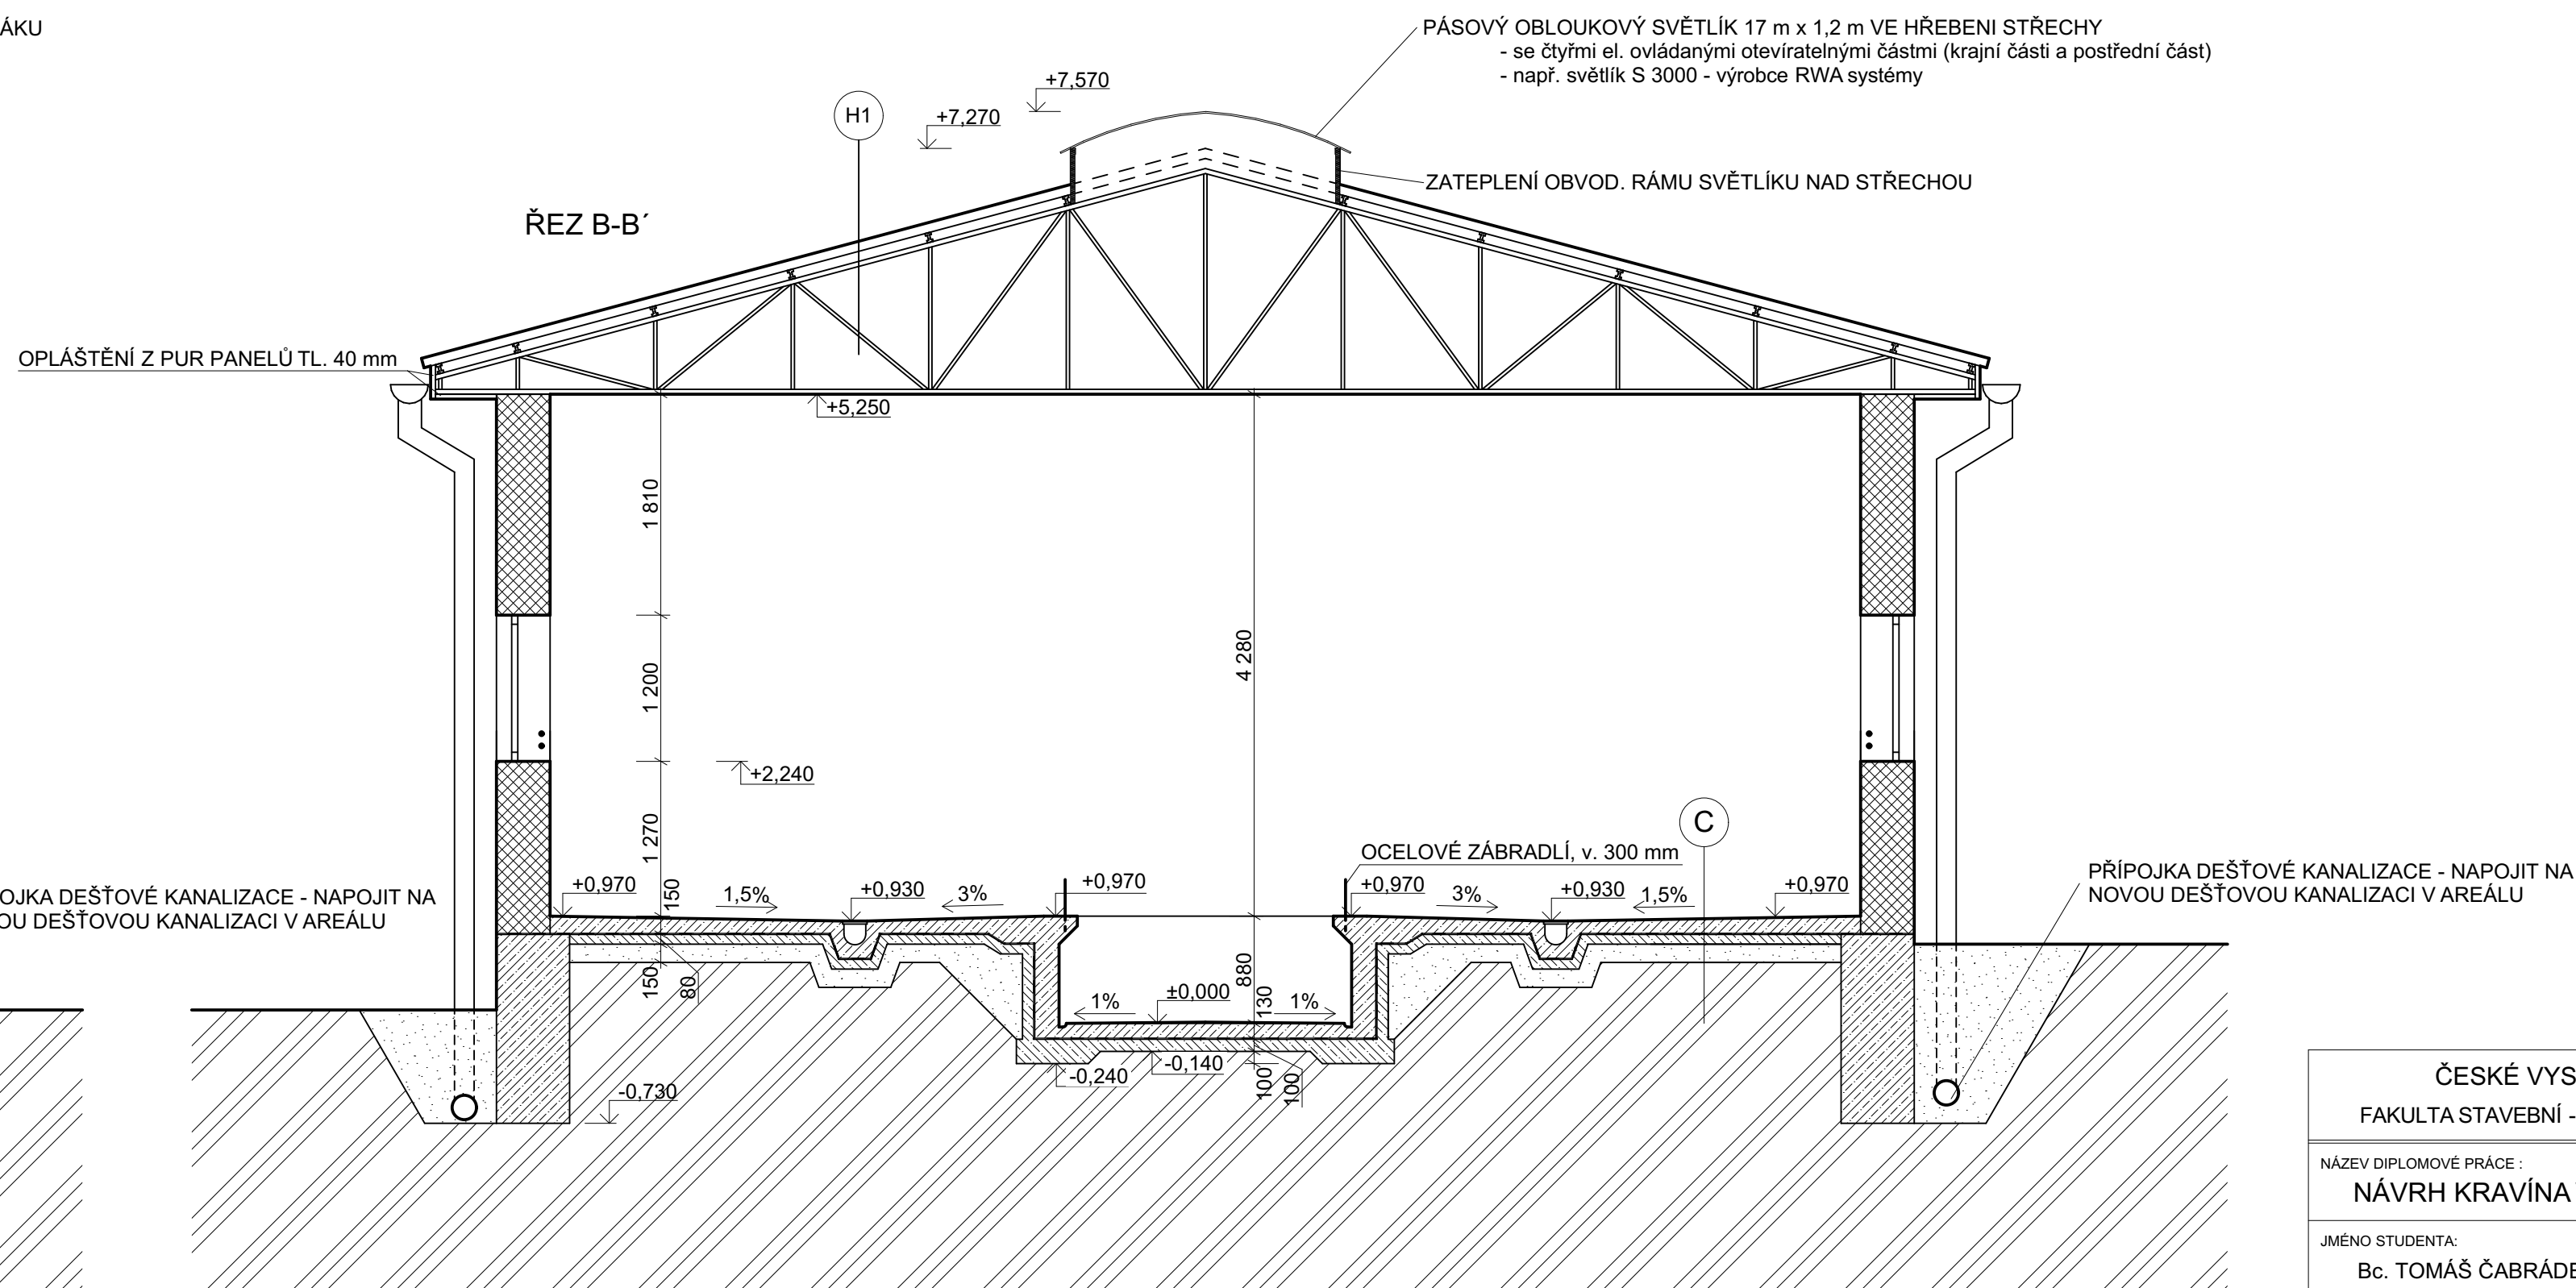 ÁKU
PÁSOVÝ OBLOUKOVÝ SVĚTLÍK 17 m x 1,2 m VE HŘEBENI STŘECHY
- se čtyřmi el. ovládanými otevíratelnými částmi (krajní části a postřední část)
- např. světlík S 3000 - výrobce RWA systémy
+7,570
H1
+7,270
ZATEPLENÍ OBVOD. RÁMU SVĚTLÍKU NAD STŘECHOU
ŘEZ B-B´
OPLÁŠTĚNÍ Z PUR PANELŮ TL. 40 mm
+5,250
1 810
1 200
4 280
+2,240
1 270
C
OCELOVÉ ZÁBRADLÍ, v. 300 mm
+0,970
150
1,5%
+0,930
3%
+0,970
+0,970
3%
+0,930
1,5%
+0,970
OJKA DEŠŤOVÉ KANALIZACE - NAPOJIT NA
OU DEŠŤOVOU KANALIZACI V AREÁLU
PŘÍPOJKA DEŠŤOVÉ KANALIZACE - NAPOJIT NA
NOVOU DEŠŤOVOU KANALIZACI V AREÁLU
150
80
880
1%
±0,000
130
1%
-0,240
-0,140
100
100
-0,730
ČESKÉ VYS
FAKULTA STAVEBNÍ -
NÁZEV DIPLOMOVÉ PRÁCE :
NÁVRH KRAVÍNA
JMÉNO STUDENTA:
Bc. TOMÁŠ ČABRÁD